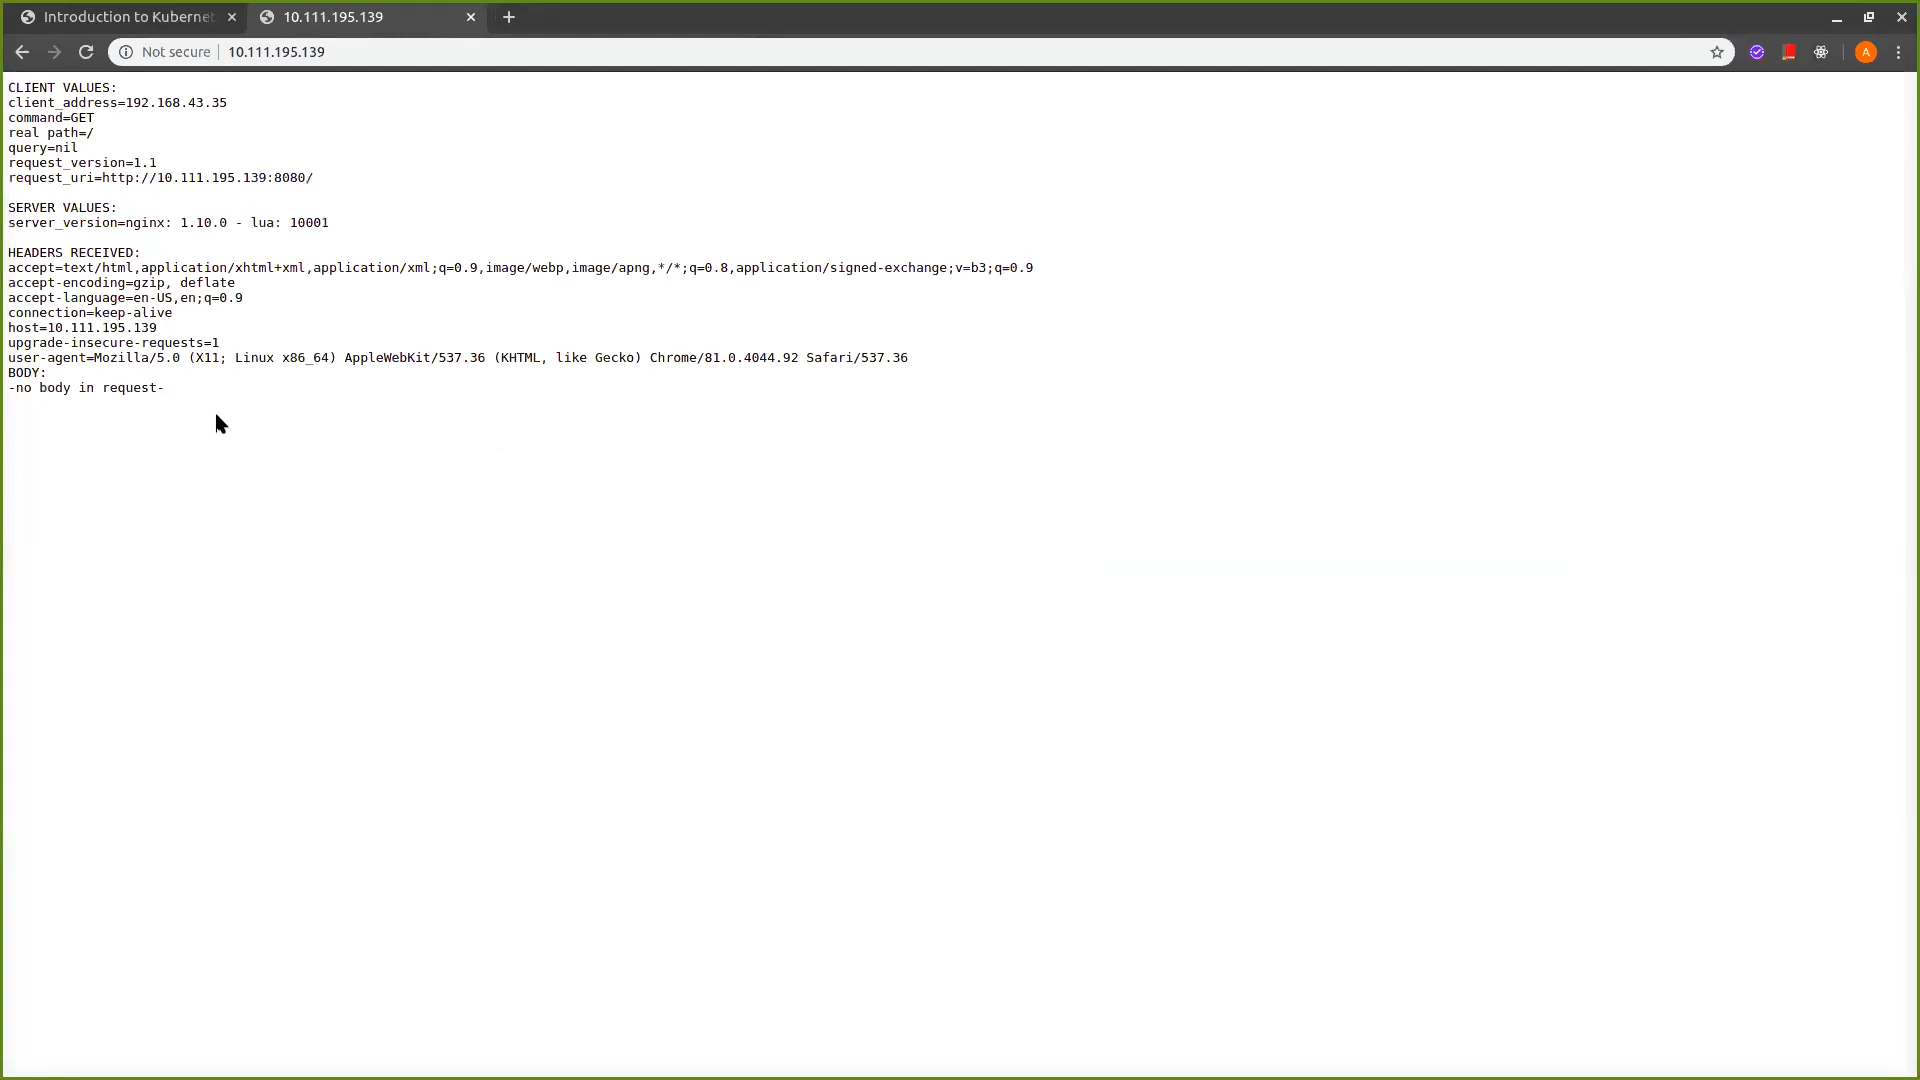 Introduction to Kubernet
10.111.195.139
Not secure
10.111.195.139
A
CLIENT VALUES:
client_address=192.168.43.35
command=GET
real path=/
query=nil
request_version=1.1
request_uri=http://10.111.195.139:8080/
SERVER VALUES:
server_version=nginx: 1.10.0 - lua: 10001
HEADERS RECEIVED:
accept=text/html,application/xhtml+xml,application/xml;q=0.9,image/webp,image/apng,*/*;q=0.8,application/signed-exchange;v=b3;q=0.9
accept-encoding=gzip, deflate
accept-language=en-US,en;q=0.9
connection=keep-alive
host=10.111.195.139
upgrade-insecure-requests=1
user-agent=Mozilla/5.0 (X11; Linux x86_64) AppleWebKit/537.36 (KHTML, like Gecko) Chrome/81.0.4044.92 Safari/537.36
BODY:
-no body in request-